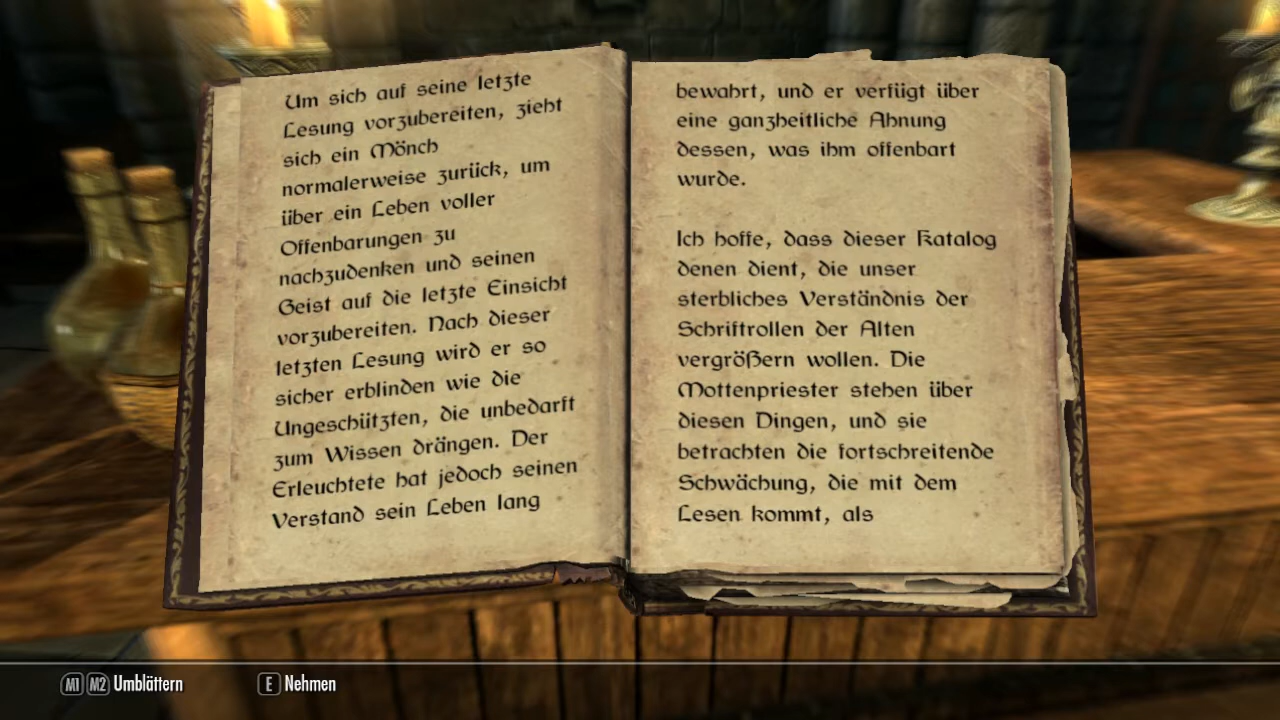 Um sich auf seine letzte
Lesung vorzubereiten, zieht
sich ein Mönch
normalerweise zurück, um
über ein Leben voller
Offenbarungen zu
nachzudenken und seinen
Geist auf die letzte Einsicht
vorzubereiten. Nach dieser
letzten Lesung wird er so
sicher erblinden wie die
Ungeschützten, die unbedarft
zum Wissen drängen. Der
Erleuchtete hat jedoch seinen
Verstand sein Leben lang
bewahrt, und er verfügt über
eine ganzheitliche Ahnung
dessen, was ihm offenbart
wurde.
Ich hoffe, dass dieser Katalog
denen dient, die unser
sterbliches Verständnis der
Schriftrollen der Alten
vergrößern wollen. Die
Mottenpriester stehen über
diesen Dingen, und sie
betrachten die fortschreitende
Schwächung, die mit dem
Lesen kommt, als
M1 M2 Umblättern E Nehmen